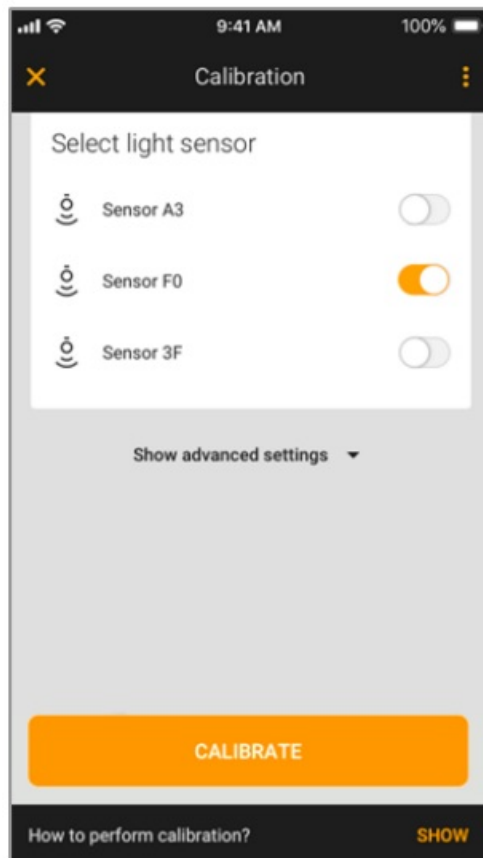 9:41 AM 100%
Calibration
Select light sensor
Sensor A3
Sensor F0
Sensor 3F
Show advanced settings
CALIBRATE
How to perform calibration? SHOW